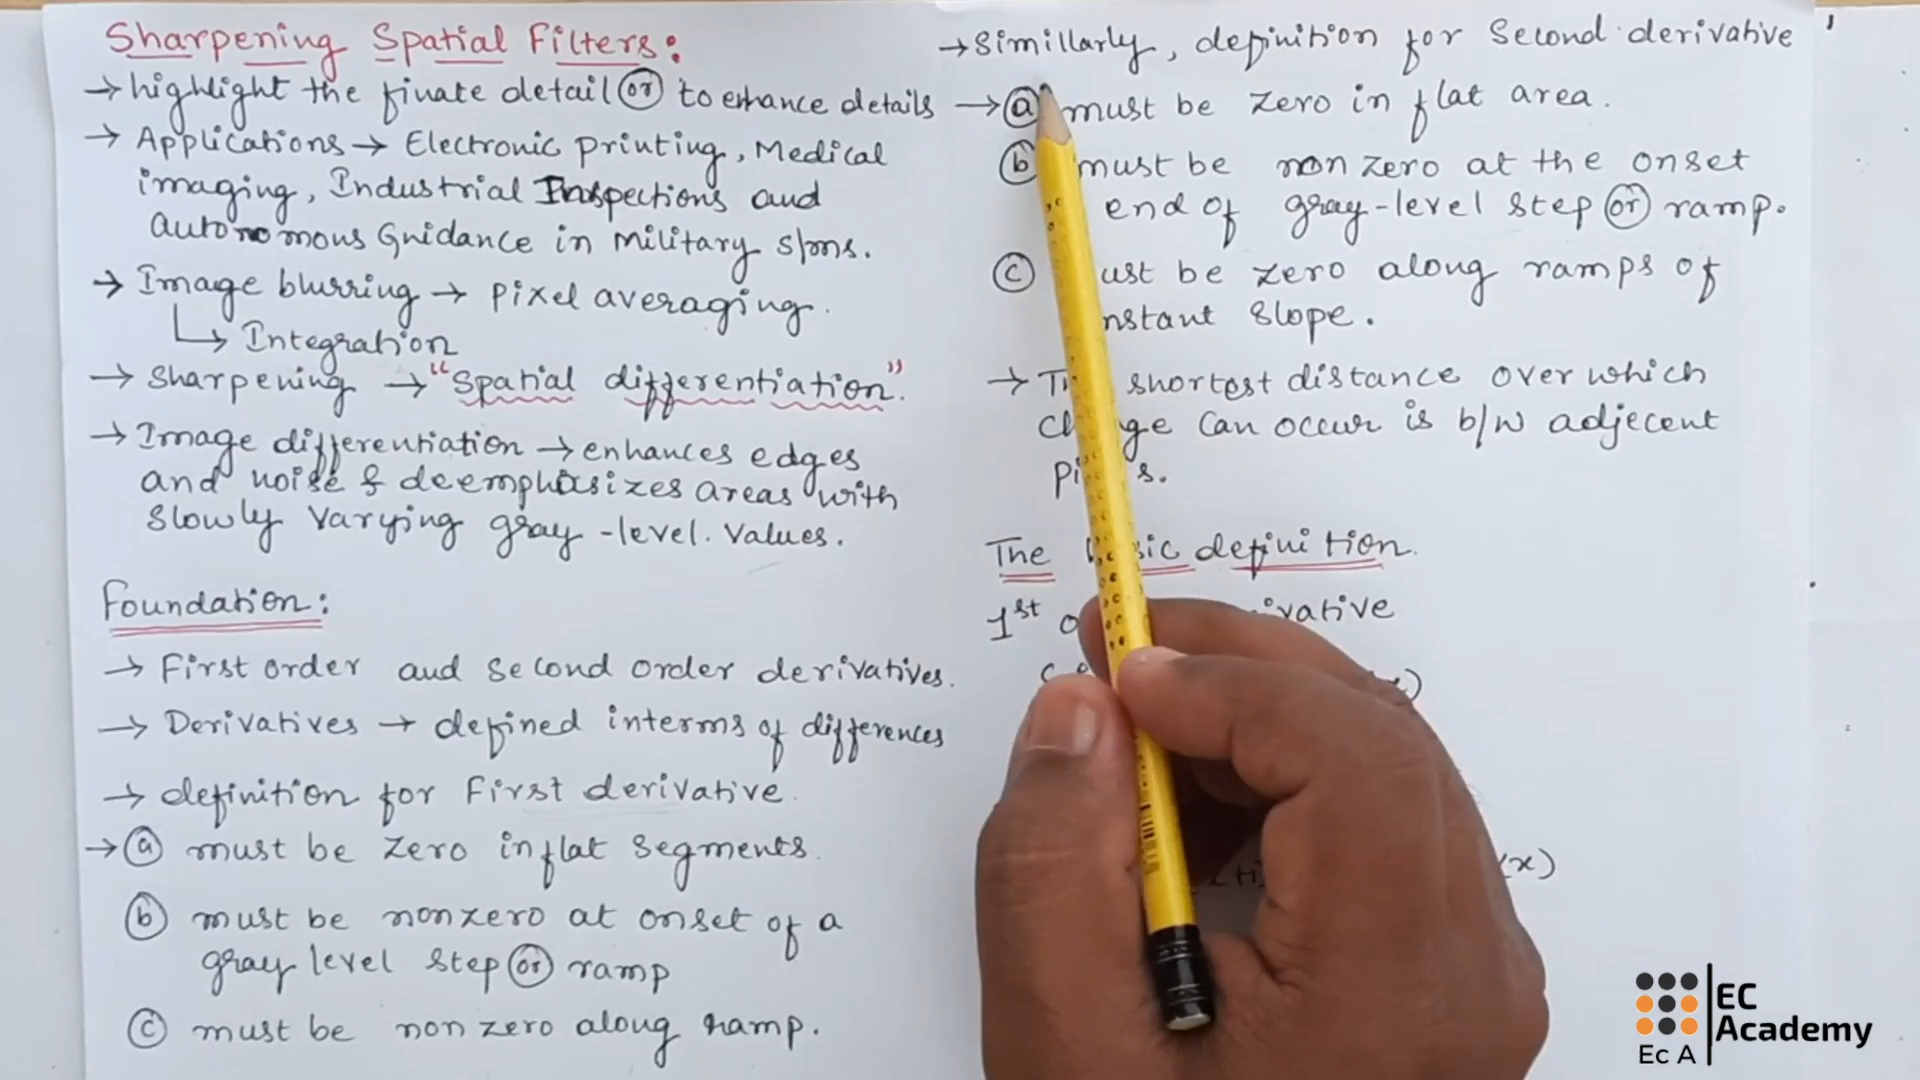 Sharpening Spatial Filters:
→ highlight the finate detail (or) to enhance details
→ Applications → Electronic printing, Medical
imaging, Industrial Inspections and
Autonomous Guidance in military s/ms.
→ Image blurring → pixel averaging.
↳ Integration
→ Sharpening → "Spatial differentiation".
→ Image differentiation → enhances edges
and noise & deemphasizes areas with
slowly varying gray-level. values.
Foundation:
→ First order and second order derivatives.
→ Derivatives → defined interms of differences
→ definition for First derivative.
→ (a) must be zero in flat segments.
(b) must be nonzero at onset of a
gray level step (or) ramp
(c) must be non zero along ramp.
→ Simillarly, definition for Second derivative
→ (a) must be zero in flat area.
(b) must be non zero at the onset
end of gray-level step (or) ramp.
(c) ust be zero along ramps of
nstant slope.
→ T shortest distance over which
ch ge can occur is b/w adjecent
pi s.
The sic definition.
1st o ivative
x)
(x)
EC
Academy
Ec A